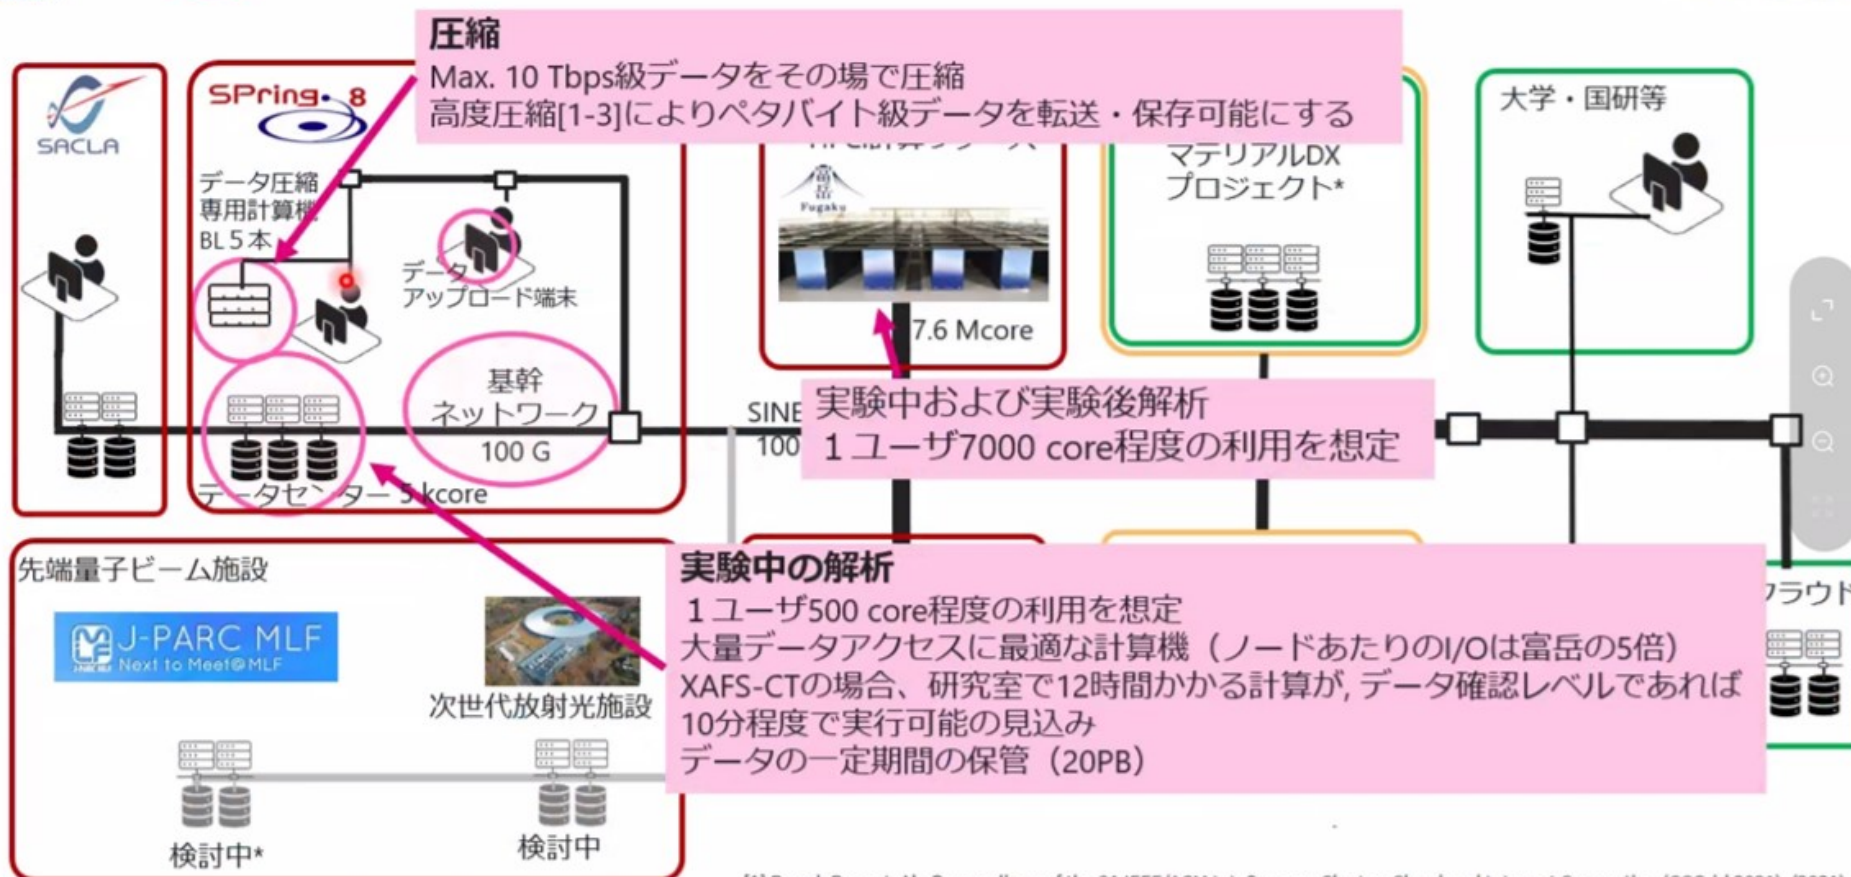 圧縮
Max. 10 Tbps級データをその場で圧縮
高度圧縮[1-3]によりペタバイト級データを転送・保存可能にする
SACLA
SPring-8
データ圧縮
専用計算機
BL５本
データ
アップロード端末
基幹
ネットワーク
100 G
データセンター 5 kcore
富岳
Fugaku
7.6 Mcore
マテリアルDX
プロジェクト*
大学・国研等
SINE
100
実験中および実験後解析
１ユーザ7000 core程度の利用を想定
実験中の解析
１ユーザ500 core程度の利用を想定
大量データアクセスに最適な計算機（ノードあたりのI/Oは富岳の5倍）
XAFS-CTの場合、研究室で12時間かかる計算が, データ確認レベルであれば
10分程度で実行可能の見込み
データの一定期間の保管（20PB）
先端量子ビーム施設
J-PARC MLF
Next to Meet@MLF
次世代放射光施設
検討中*
検討中
クラウド